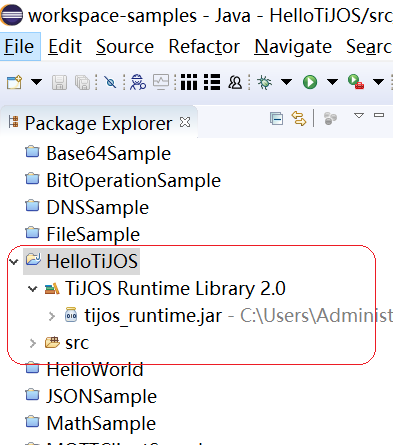 workspace-samples - Java - HelloTiJOS/src
File Edit Source Refactor Navigate Searc
Package Explorer
Base64Sample
BitOperationSample
DNSSample
FileSample
HelloTiJOS
TiJOS Runtime Library 2.0
tijos_runtime.jar - C:\Users\Administ
src
HelloWorld
JSONSample
MathSample
MQTTClientSample